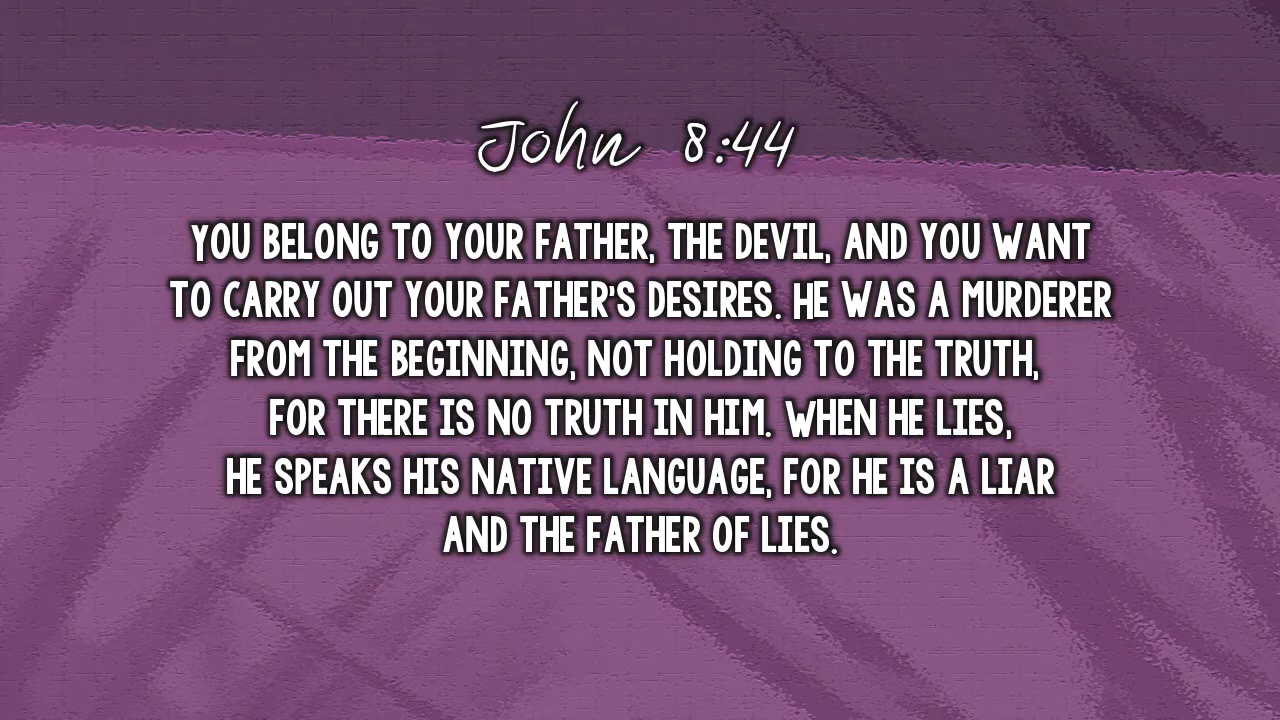 John 8:44
YOU BELONG TO YOUR FATHER, THE DEVIL, AND YOU WANT
TO CARRY OUT YOUR FATHER'S DESIRES. HE WAS A MURDERER
FROM THE BEGINNING, NOT HOLDING TO THE TRUTH,
FOR THERE IS NO TRUTH IN HIM. WHEN HE LIES,
HE SPEAKS HIS NATIVE LANGUAGE, FOR HE IS A LIAR
AND THE FATHER OF LIES.